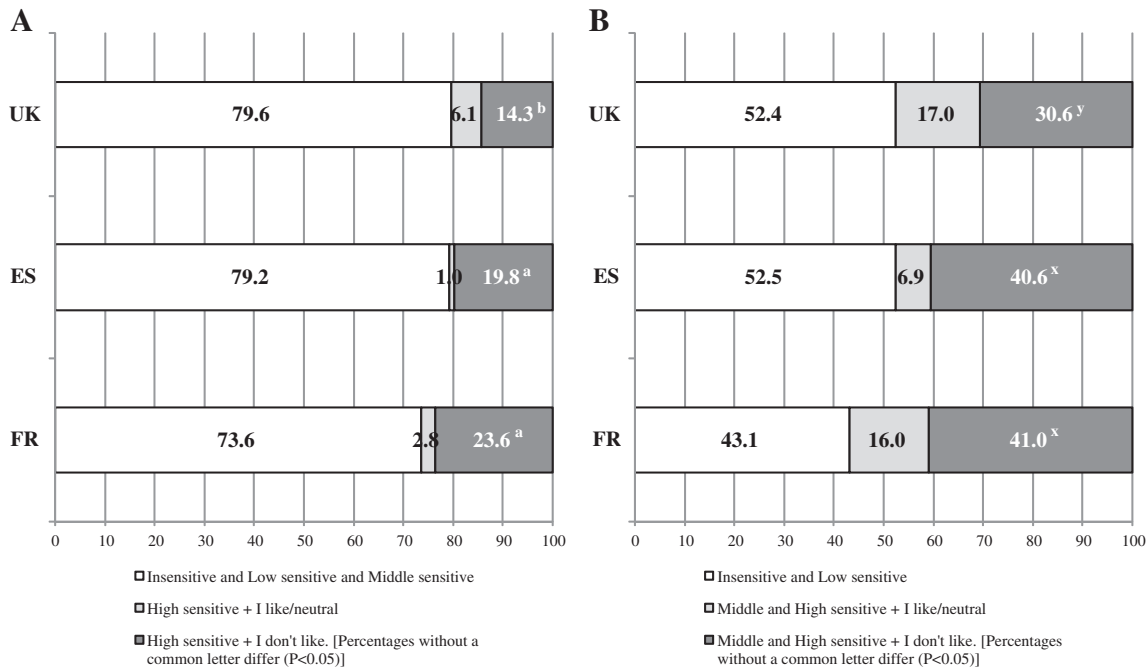 A
UK
79.6
6.1
14.3 b
ES
79.2
1.0
19.8 a
FR
73.6
2.8
23.6 a
0 10 20 30 40 50 60 70 80 90 100
Insensitive and Low sensitive and Middle sensitive
High sensitive + I like/neutral
High sensitive + I don't like. [Percentages without a
common letter differ (P<0.05)]
B
UK
52.4
17.0
30.6 y
ES
52.5
6.9
40.6 x
FR
43.1
16.0
41.0 x
0 10 20 30 40 50 60 70 80 90 100
Insensitive and Low sensitive
Middle and High sensitive + I like/neutral
Middle and High sensitive + I don't like. [Percentages
without a common letter differ (P<0.05)]